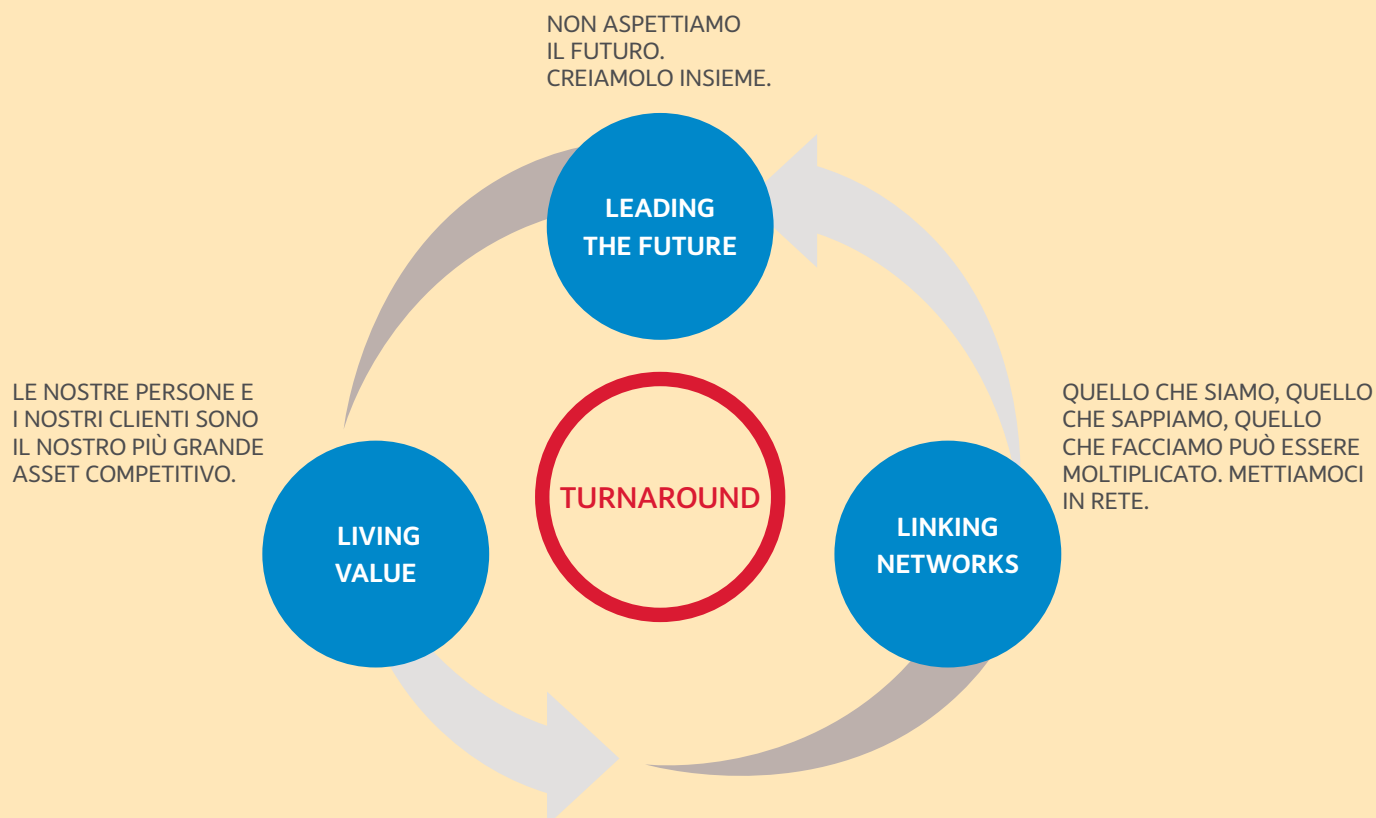 NON ASPETTIAMO
IL FUTURO.
CREIAMOLO INSIEME.
LEADING
THE FUTURE
LE NOSTRE PERSONE E
I NOSTRI CLIENTI SONO
IL NOSTRO PIÙ GRANDE
ASSET COMPETITIVO.
QUELLO CHE SIAMO, QUELLO
CHE SAPPIAMO, QUELLO
CHE FACCIAMO PUÒ ESSERE
MOLTIPLICATO. METTIAMOCI
IN RETE.
TURNAROUND
LIVING
VALUE
LINKING
NETWORKS